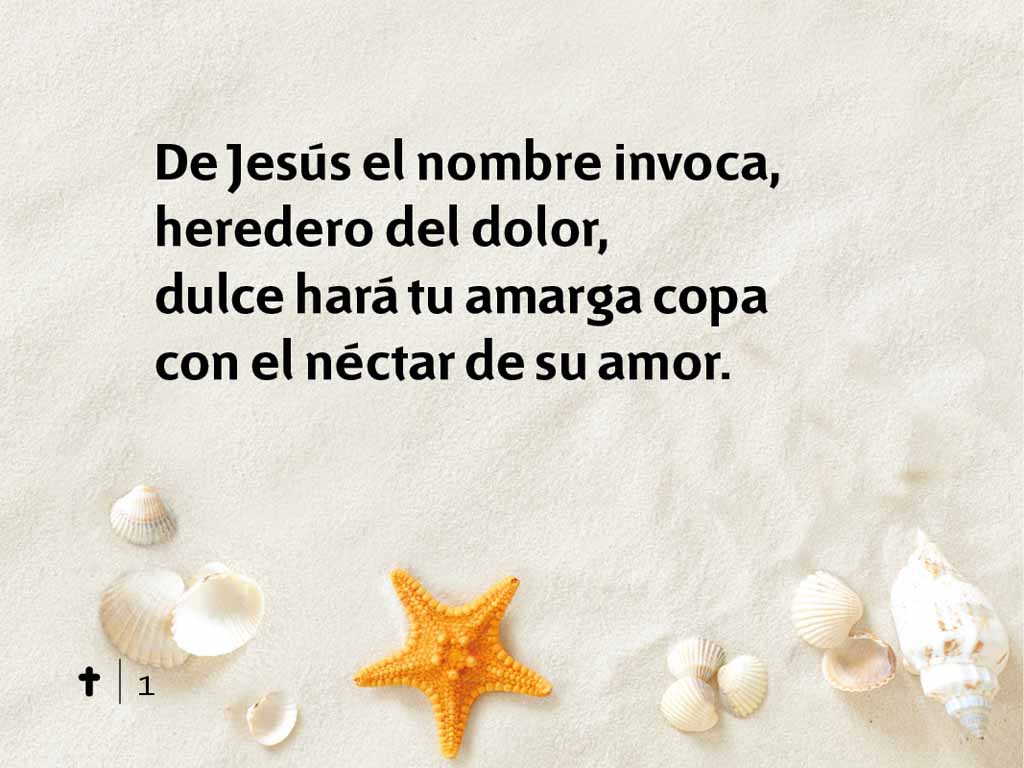 De Jesús el nombre invoca,
heredero del dolor,
dulce hará tu amarga copa
con el néctar de su amor.
1